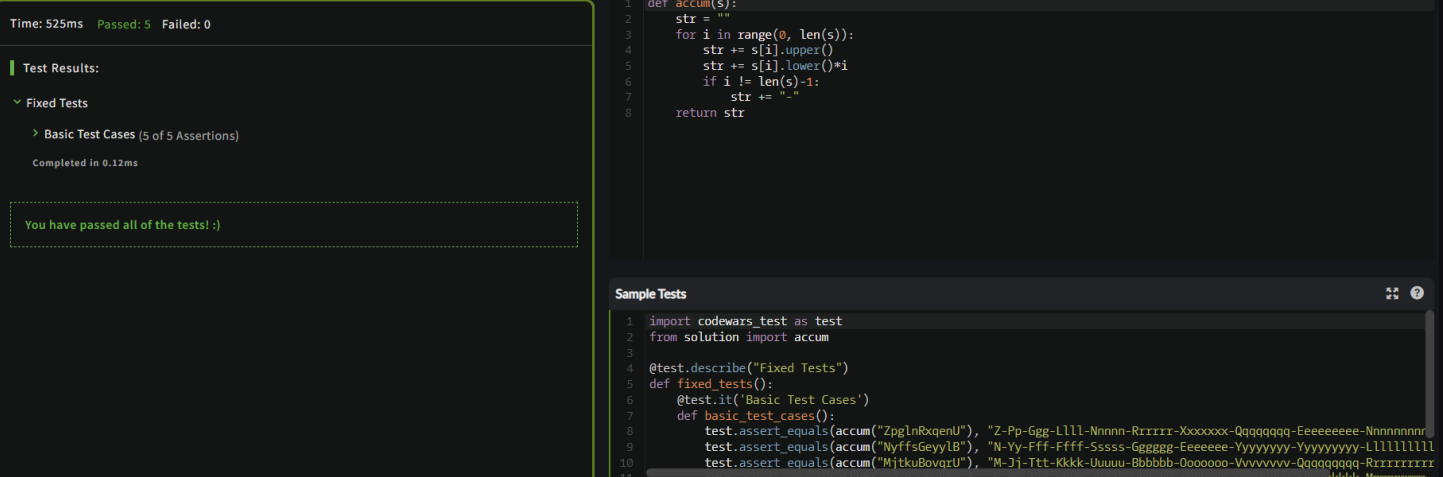 Time: 525ms Passed: 5 Failed: 0
Test Results:
Fixed Tests
Basic Test Cases (5 of 5 Assertions)
Completed in 0.12ms
You have passed all of the tests! :)
1 def accum(s):
2 str = ""
3 for i in range(0, len(s)):
4 str += s[i].upper()
5 str += s[i].lower()*i
6 if i != len(s)-1:
7 str += "-"
8 return str
Sample Tests
1 import codewars_test as test
2 from solution import accum
3
4 @test.describe("Fixed Tests")
5 def fixed_tests():
6 @test.it('Basic Test Cases')
7 def basic_test_cases():
8 test.assert_equals(accum("ZpglnRxqenU"), "Z-Pp-Ggg-Llll-Nnnnn-Rrrrrr-Xxxxxxx-Qqqqqqqq-Eeeeeeeee-Nnnnnnnnn
9 test.assert_equals(accum("NyffsGeyylB"), "N-Yy-Fff-Ffff-Sssss-Gggggg-Eeeeeee-Yyyyyyyy-Yyyyyyyyy-Llllllllll
10 test.assert_equals(accum("MjtkuBovqrU"), "M-Jj-Ttt-Kkkk-Uuuuu-Bbbbbb-Ooooooo-Vvvvvvvv-Qqqqqqqqq-Rrrrrrrrrr